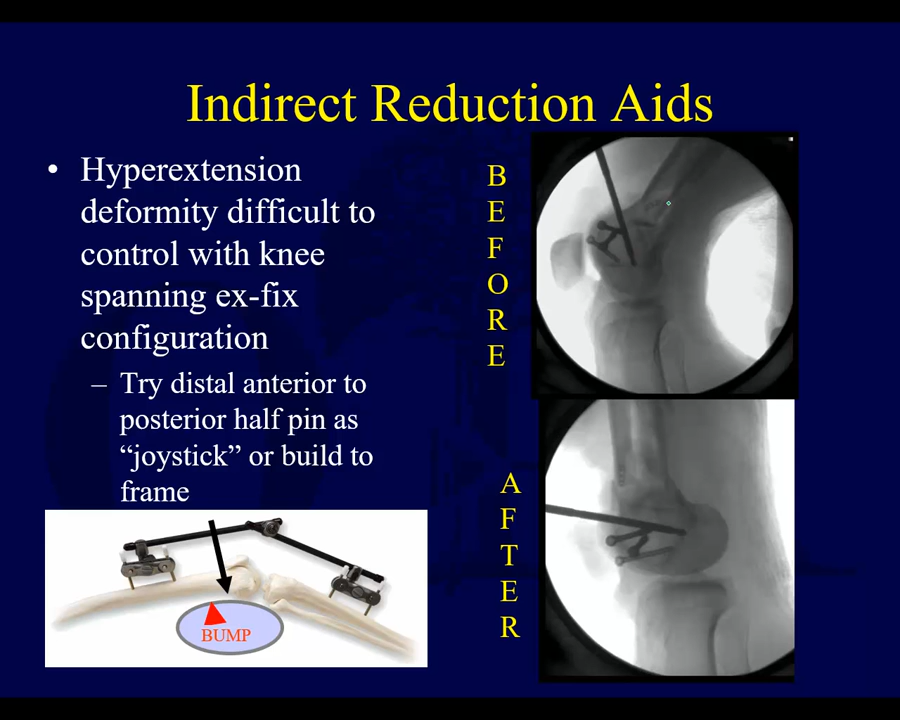 Indirect Reduction Aids
• Hyperextension
deformity difficult to
control with knee
spanning ex-fix
configuration
– Try distal anterior to
posterior half pin as
“joystick” or build to
frame
BUMP
B
E
F
O
R
E
A
F
T
E
R